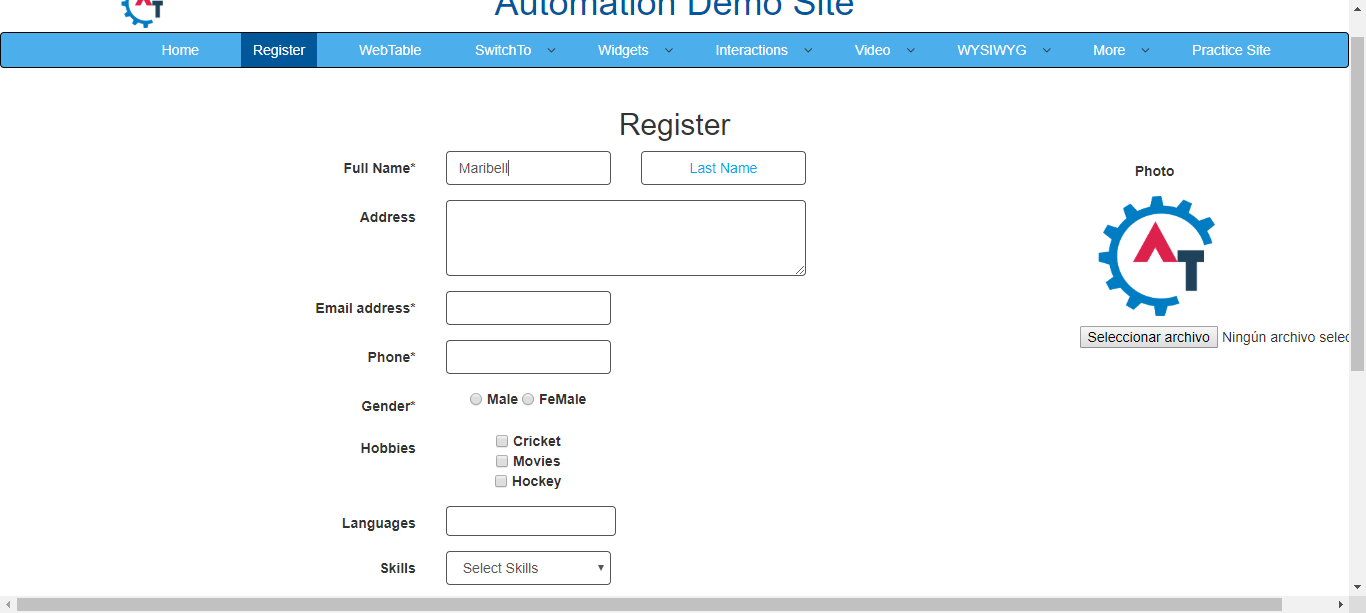 Automation Demo Site
Home Register WebTable SwitchTo Widgets Interactions Video WYSIWYG More Practice Site
Register
Full Name* Maribell Last Name
Photo
Address
AT
Email address*
Seleccionar archivo Ningún archivo selec
Phone*
Gender* Male FeMale
Hobbies Cricket
Movies
Hockey
Languages
Skills Select Skills